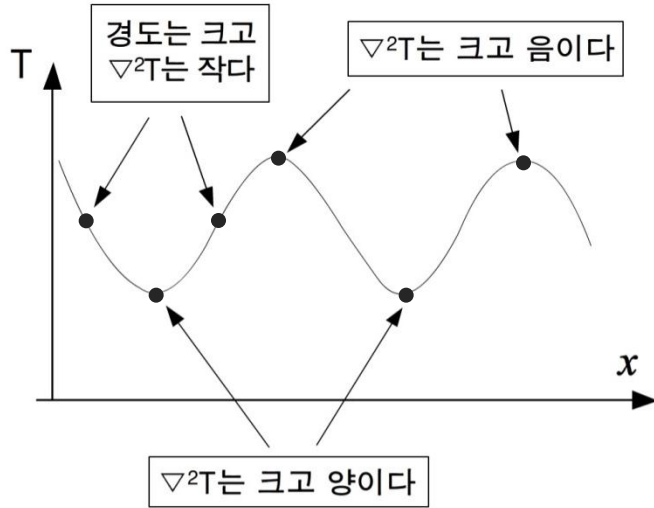 경도는 크고
▽²T는 작다
▽²T는 크고 음이다
T
x
▽²T는 크고 양이다